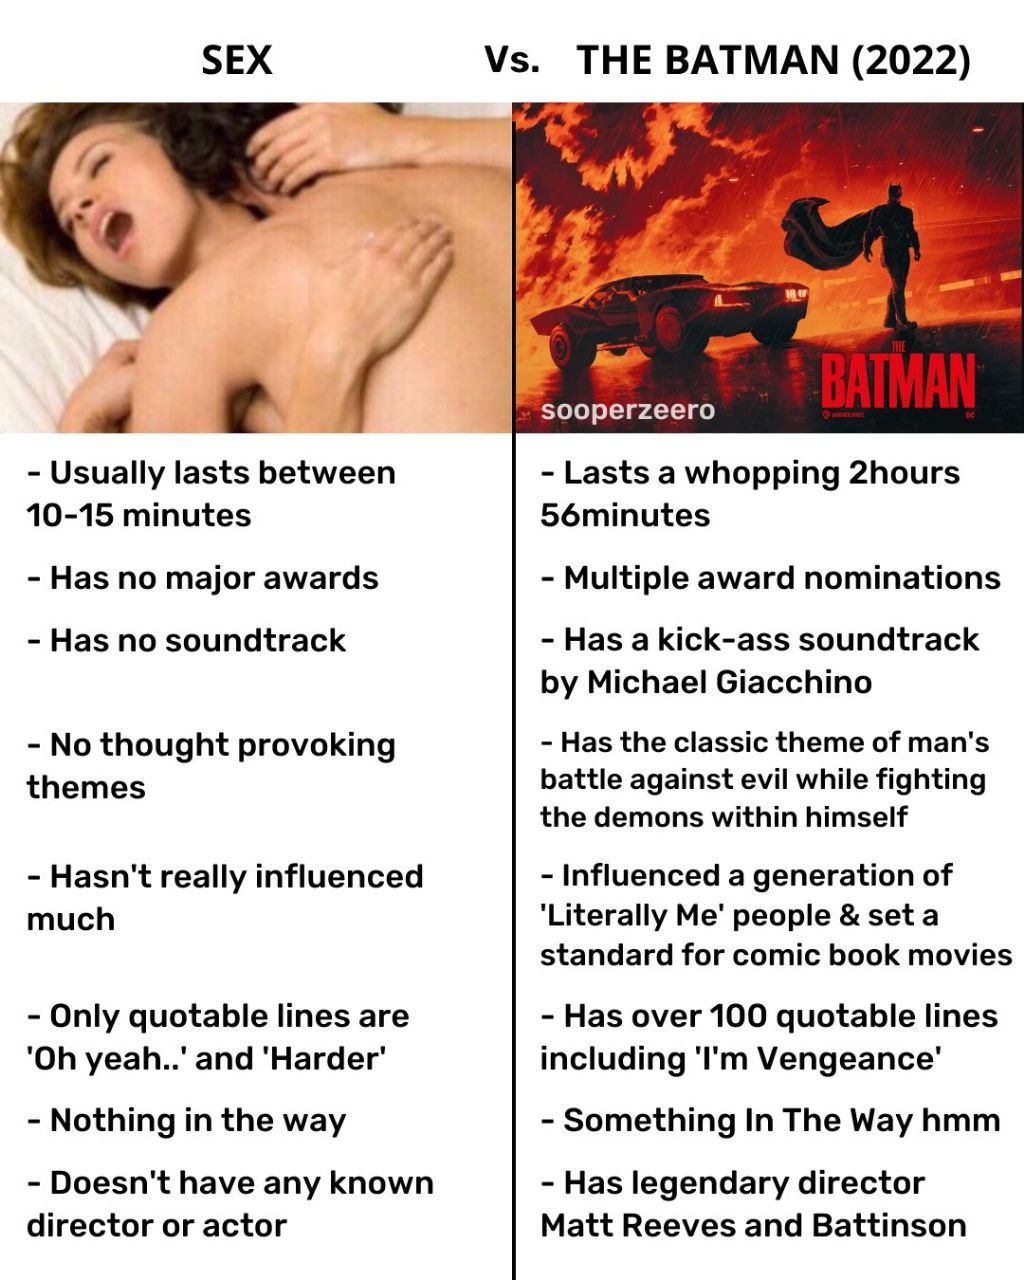 SEX Vs. THE BATMAN (2022)
THE
BATMAN
sooperzeero
- Usually lasts between
10-15 minutes
- Has no major awards
- Has no soundtrack
- No thought provoking
themes
- Hasn't really influenced
much
- Only quotable lines are
'Oh yeah..' and 'Harder'
- Nothing in the way
- Doesn't have any known
director or actor
- Lasts a whopping 2hours
56minutes
- Multiple award nominations
- Has a kick-ass soundtrack
by Michael Giacchino
- Has the classic theme of man's
battle against evil while fighting
the demons within himself
- Influenced a generation of
'Literally Me' people & set a
standard for comic book movies
- Has over 100 quotable lines
including 'I'm Vengeance'
- Something In The Way hmm
- Has legendary director
Matt Reeves and Battinson